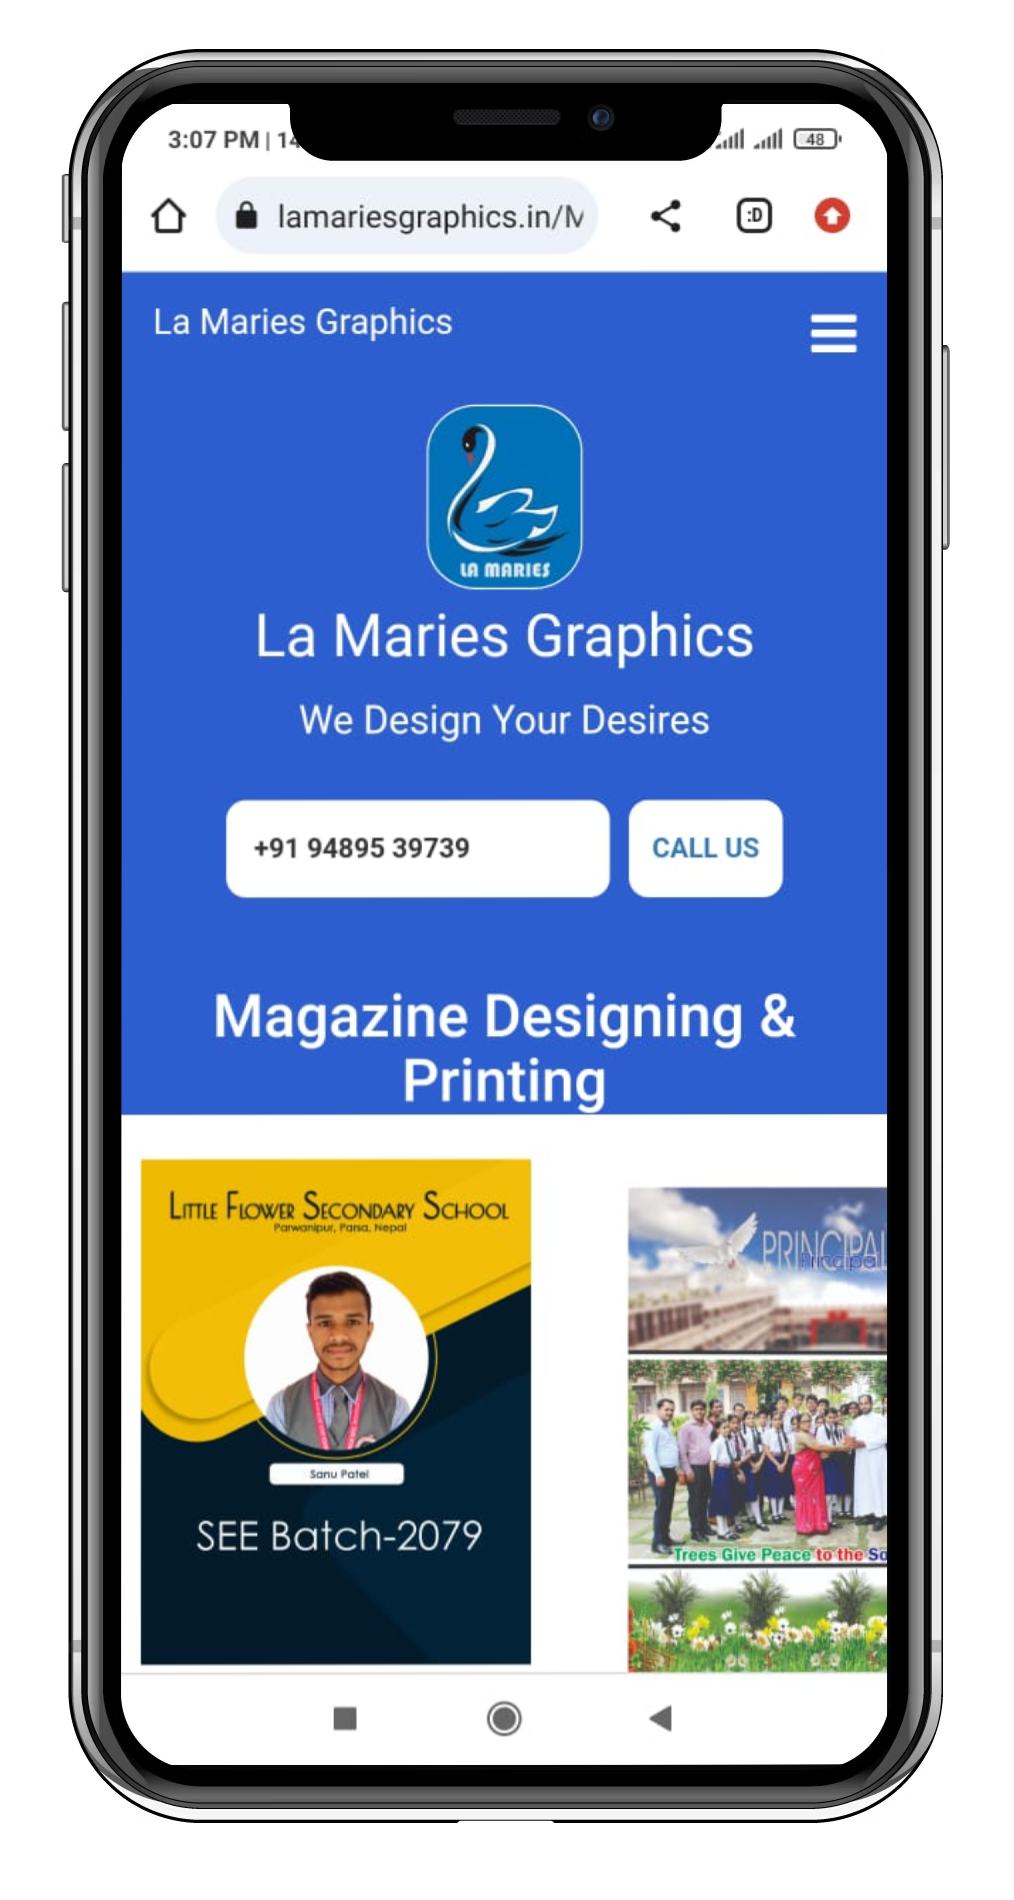 3:07 PM | 14
48
lamariesgraphics.in/M
:D
La Maries Graphics
LA MARIES
La Maries Graphics
We Design Your Desires
+91 94895 39739
CALL US
Magazine Designing &
Printing
LITTLE FLOWER SECONDARY SCHOOL
Parwanipur, Parsa, Nepal
Sanu Patel
SEE Batch-2079
PRINCIPAL
Principal
Trees Give Peace to the So